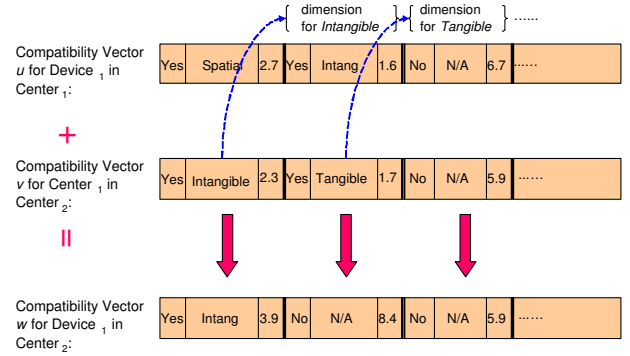 dimension for Intangible
dimension for Tangible
......
Compatibility Vector
u for Device 1 in
Center 1:
Yes Spatial 2.7 Yes Intang 1.6 No N/A 6.7 ......
+
Compatibility Vector
v for Center 1 in
Center 2:
Yes Intangible 2.3 Yes Tangible 1.7 No N/A 5.9 ......
=
Compatibility Vector
w for Device 1 in
Center 2:
Yes Intang 3.9 No N/A 8.4 No N/A 5.9 ......